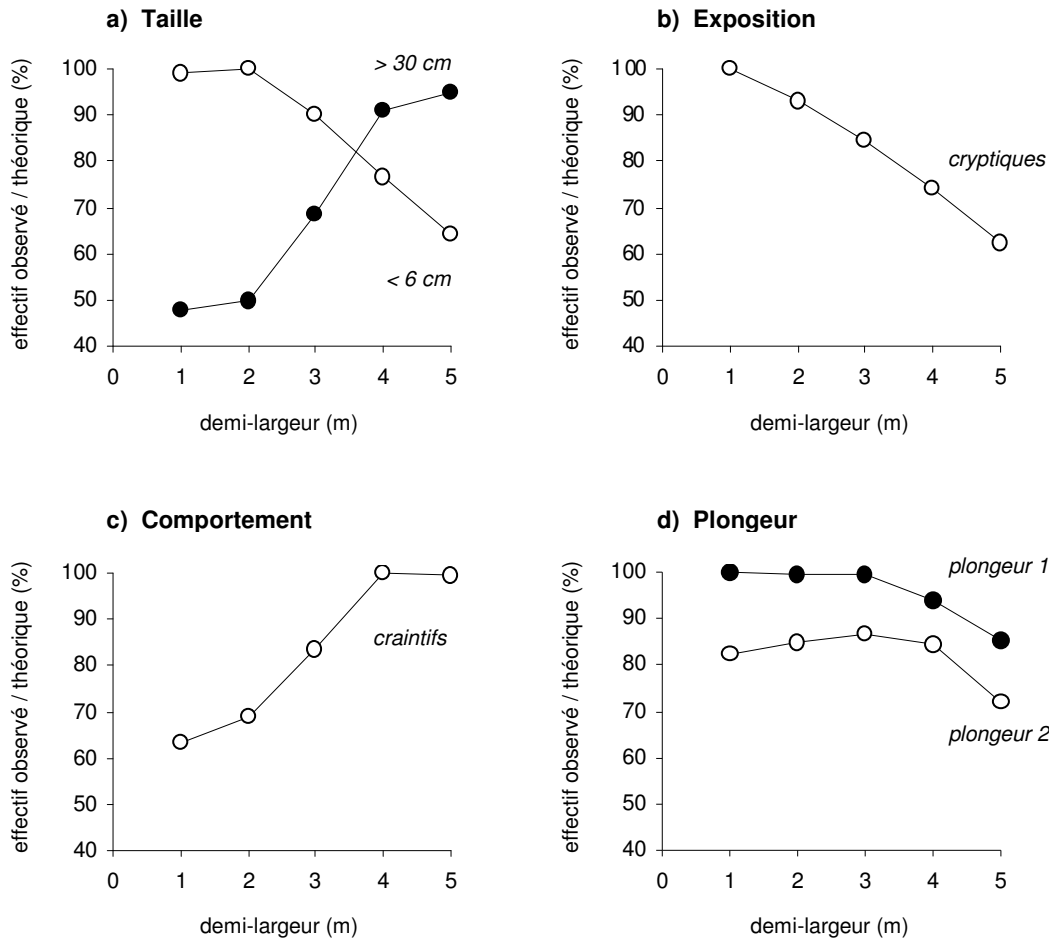 a) Taille
effectif observé / théorique (%)
100
90
80
70
60
50
40
> 30 cm
< 6 cm
0 1 2 3 4 5
demi-largeur (m)
b) Exposition
effectif observé / théorique (%)
100
90
80
70
60
50
40
cryptiques
0 1 2 3 4 5
demi-largeur (m)
c) Comportement
effectif observé / théorique (%)
100
90
80
70
60
50
40
craintifs
0 1 2 3 4 5
demi-largeur (m)
d) Plongeur
effectif observé / théorique (%)
100
90
80
70
60
50
40
plongeur 1
plongeur 2
0 1 2 3 4 5
demi-largeur (m)